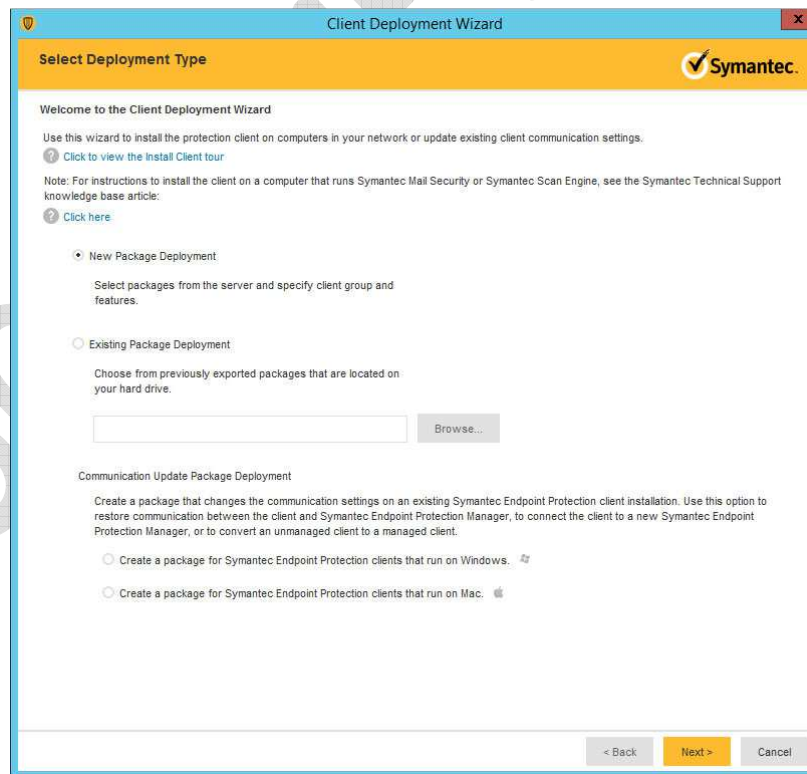 Client Deployment Wizard
x
Select Deployment Type
Symantec.
Welcome to the Client Deployment Wizard
Use this wizard to install the protection client on computers in your network or update existing client communication settings.
? Click to view the Install Client tour
Note: For instructions to install the client on a computer that runs Symantec Mail Security or Symantec Scan Engine, see the Symantec Technical Support
knowledge base article:
? Click here
New Package Deployment
Select packages from the server and specify client group and
features.
Existing Package Deployment
Choose from previously exported packages that are located on
your hard drive.
Browse...
Communication Update Package Deployment
Create a package that changes the communication settings on an existing Symantec Endpoint Protection client installation. Use this option to
restore communication between the client and Symantec Endpoint Protection Manager, to connect the client to a new Symantec Endpoint
Protection Manager, or to convert an unmanaged client to a managed client.
Create a package for Symantec Endpoint Protection clients that run on Windows.
Create a package for Symantec Endpoint Protection clients that run on Mac.
< Back Next > Cancel